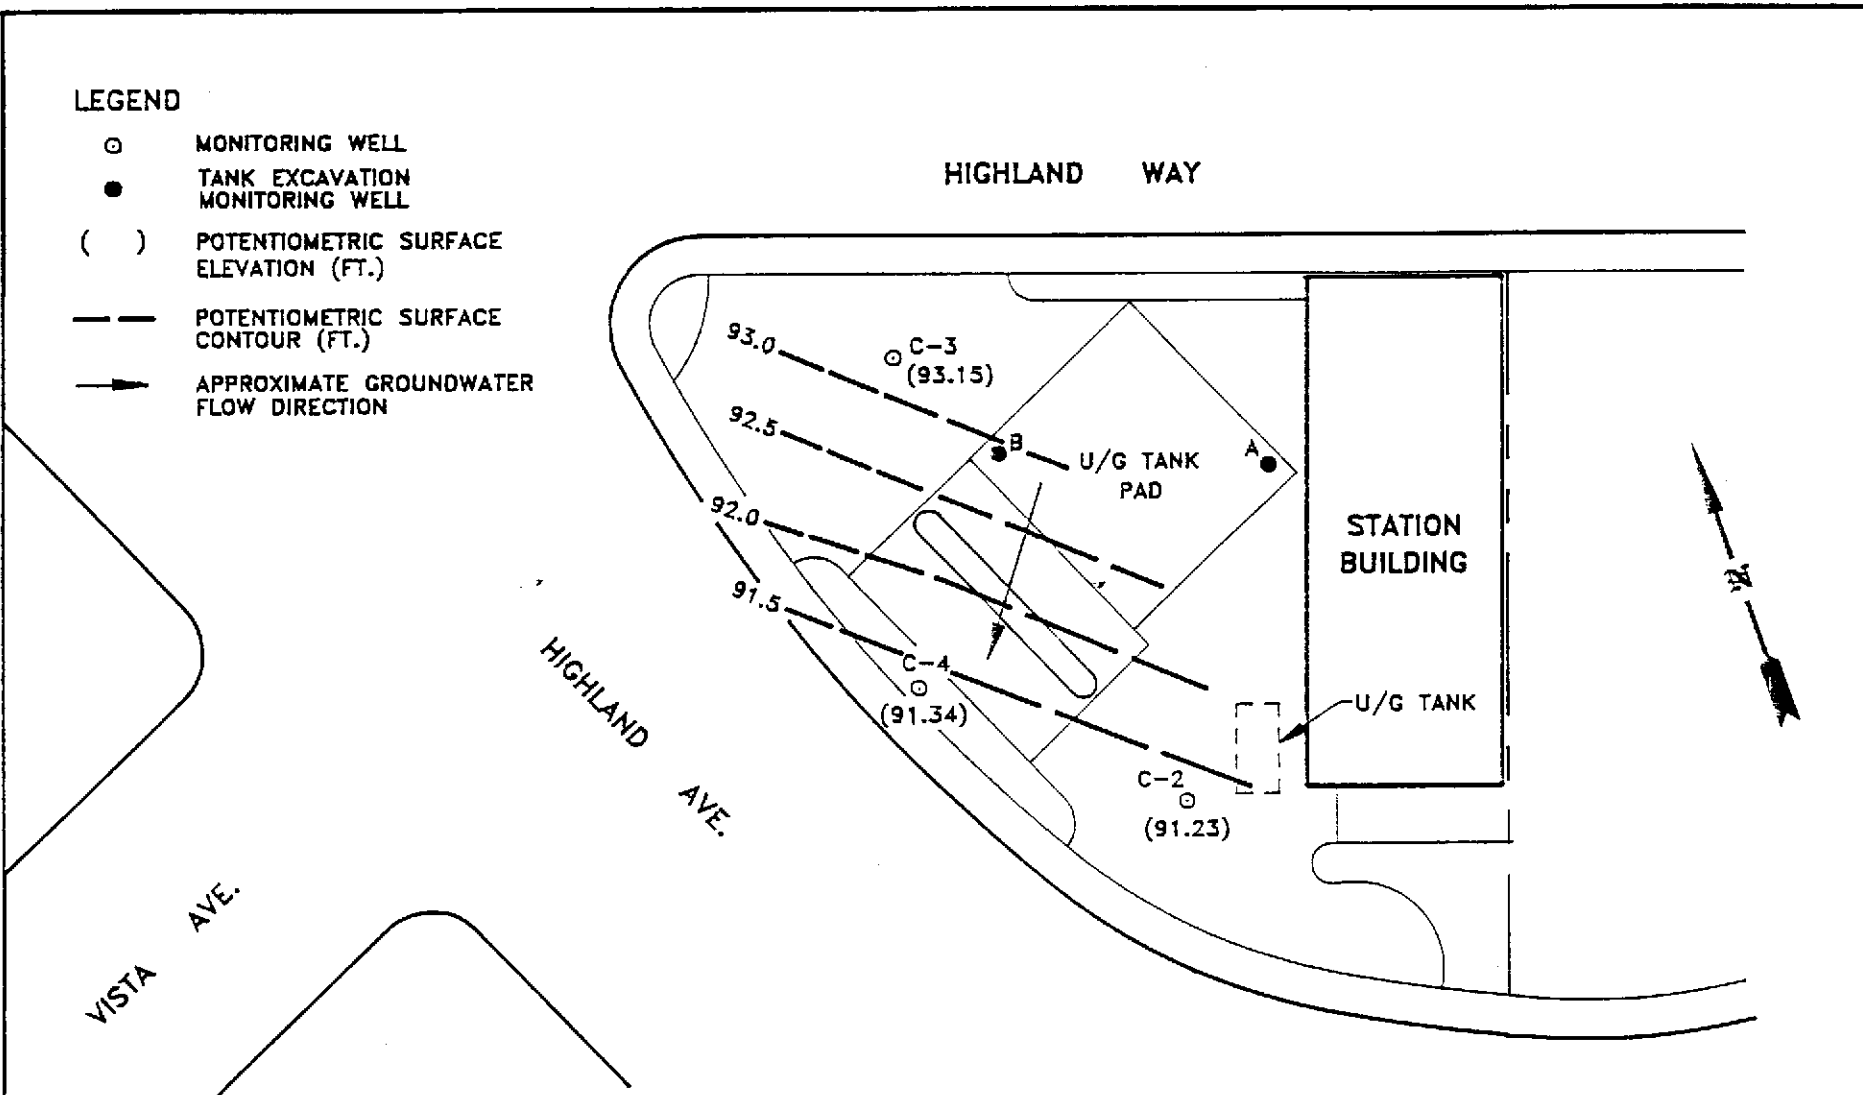 LEGEND
MONITORING WELL
TANK EXCAVATION
MONITORING WELL
( ) POTENTIOMETRIC SURFACE
ELEVATION (FT.)
POTENTIOMETRIC SURFACE
CONTOUR (FT.)
APPROXIMATE GROUNDWATER
FLOW DIRECTION
HIGHLAND WAY
93.0
C-3
(93.15)
92.5
B
A
U/G TANK
PAD
92.0
STATION
BUILDING
N
91.5
C-4
(91.34)
U/G TANK
C-2
(91.23)
HIGHLAND AVE.
VISTA AVE.